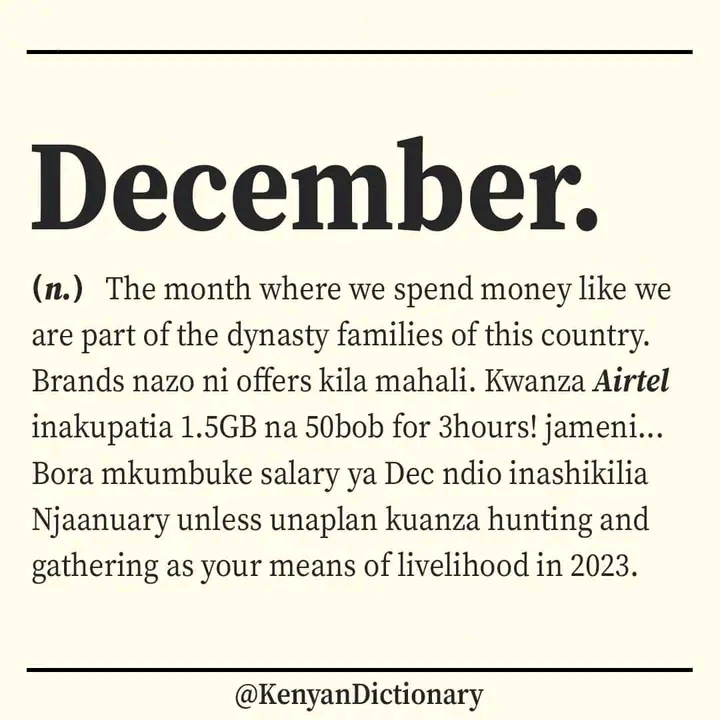 December.
(n.) The month where we spend money like we
are part of the dynasty families of this country.
Brands nazo ni offers kila mahali. Kwanza Airtel
inakupatia 1.5GB na 50bob for 3hours! jameni...
Bora mkumbuke salary ya Dec ndio inashikilia
Njaanuary unless unaplan kuanza hunting and
gathering as your means of livelihood in 2023.
@KenyanDictionary